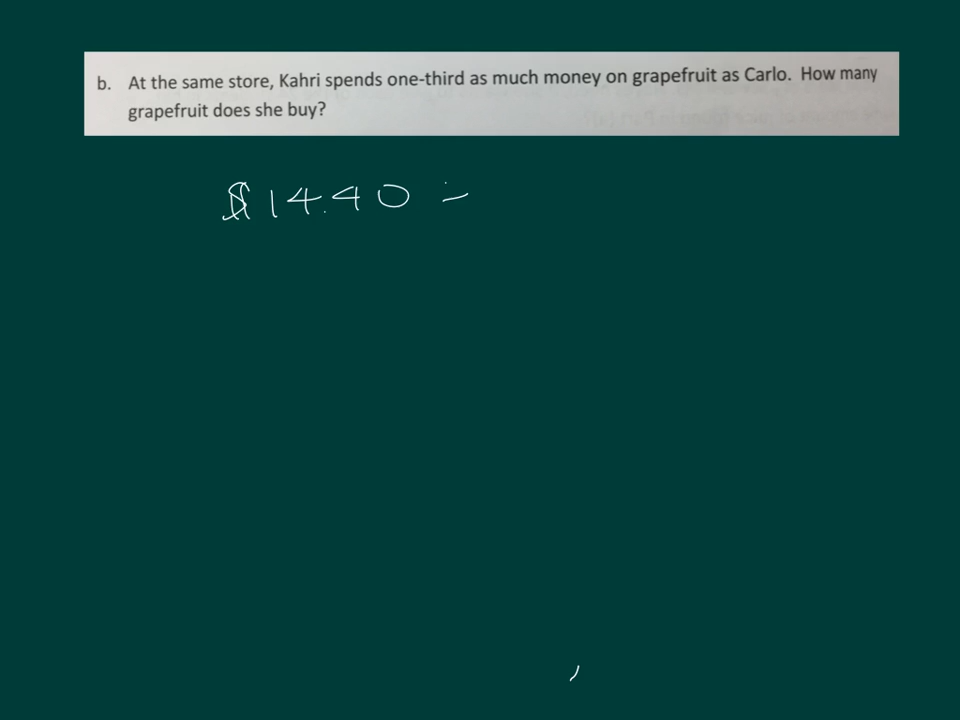 b. At the same store, Kahri spends one-third as much money on grapefruit as Carlo. How many
grapefruit does she buy?
$14.40 ÷